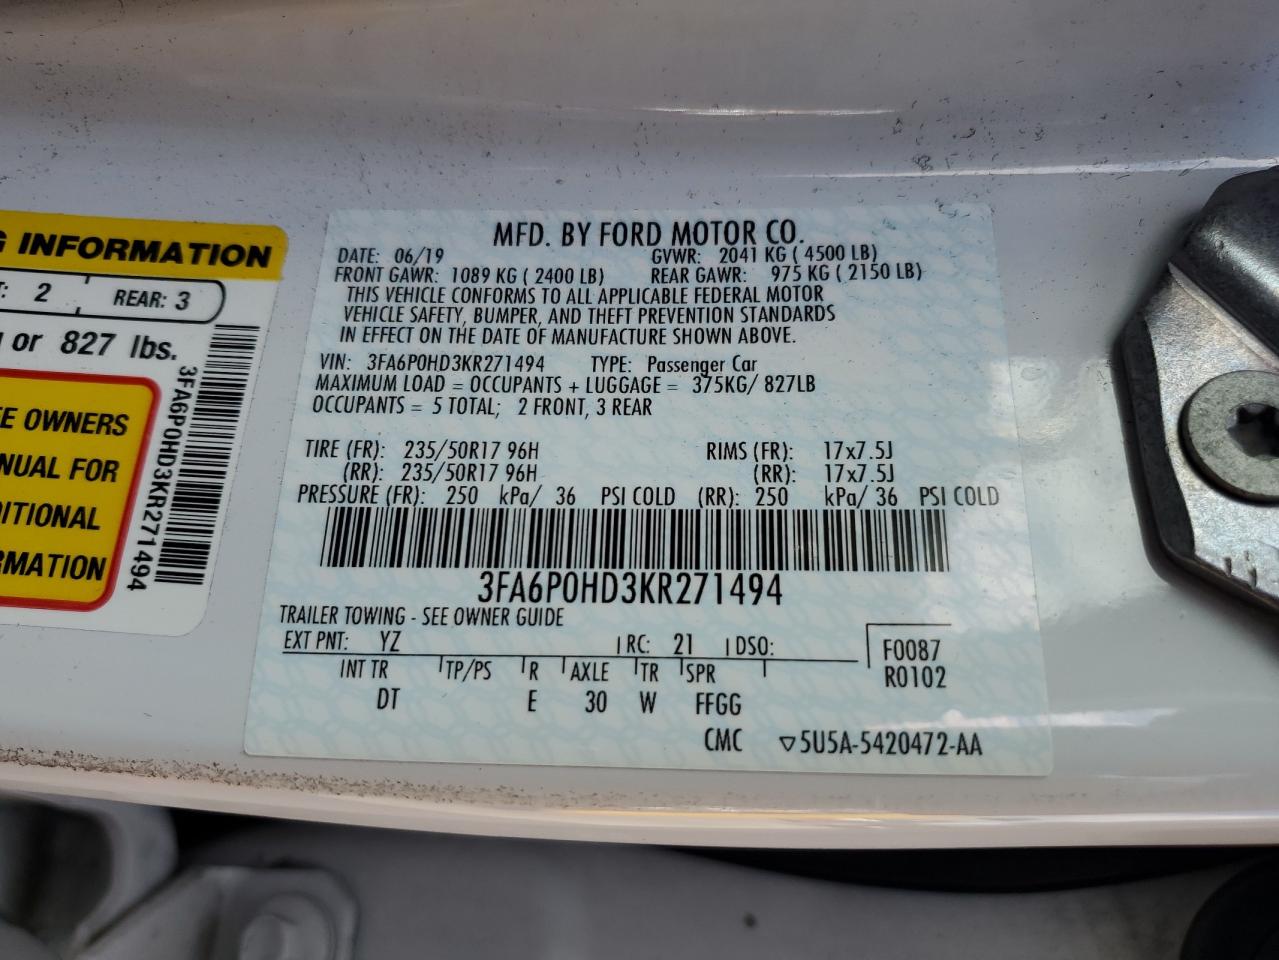 G INFORMATION
T: 2 REAR: 3
or 827 lbs.
OWNERS
FOR
3FA6P0HD3KR271494
MFD. BY FORD MOTOR CO.
DATE: 06/19 GVWR: 2041 KG ( 4500 LB)
FRONT GAWR: 1089 KG ( 2400 LB) REAR GAWR: 975 KG ( 2150 LB)
THIS VEHICLE CONFORMS TO ALL APPLICABLE FEDERAL MOTOR
VEHICLE SAFETY, BUMPER, AND THEFT PREVENTION STANDARDS
IN EFFECT ON THE DATE OF MANUFACTURE SHOWN ABOVE.
VIN: 3FA6P0HD3KR271494 TYPE: Passenger Car
MAXIMUM LOAD = OCCUPANTS + LUGGAGE = 375KG/ 827LB
OCCUPANTS = 5 TOTAL; 2 FRONT, 3 REAR
TIRE (FR): 235/50R17 96H RIMS (FR): 17x7.5J
(RR): 235/50R17 96H (RR): 17x7.5J
PRESSURE (FR): 250 kPa/ 36 PSI COLD (RR): 250 kPa/ 36 PSI COLD
3FA6P0HD3KR271494
TRAILER TOWING - SEE OWNER GUIDE
EXT PNT: YZ RC: 21 DSO: F0087
INT TR TP/PS R AXLE TR SPR R0102
DT E 30 W FFGG
CMC ▽5U5A-5420472-AA